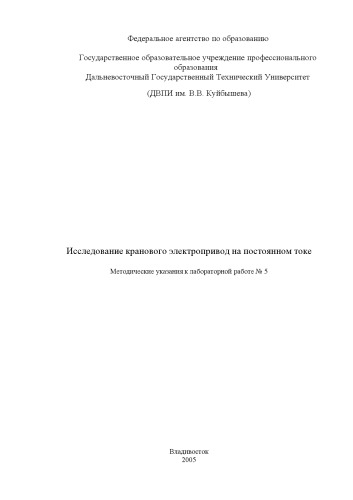 Федеральное агентство по образованию
Государственное образовательное учреждение профессионального
образования
Дальневосточный Государственный Технический Университет
(ДВПИ им. В.В. Куйбышева)
Исследование кранового электропривод на постоянном токе
Методические указания к лабораторной работе № 5
Владивосток
2005